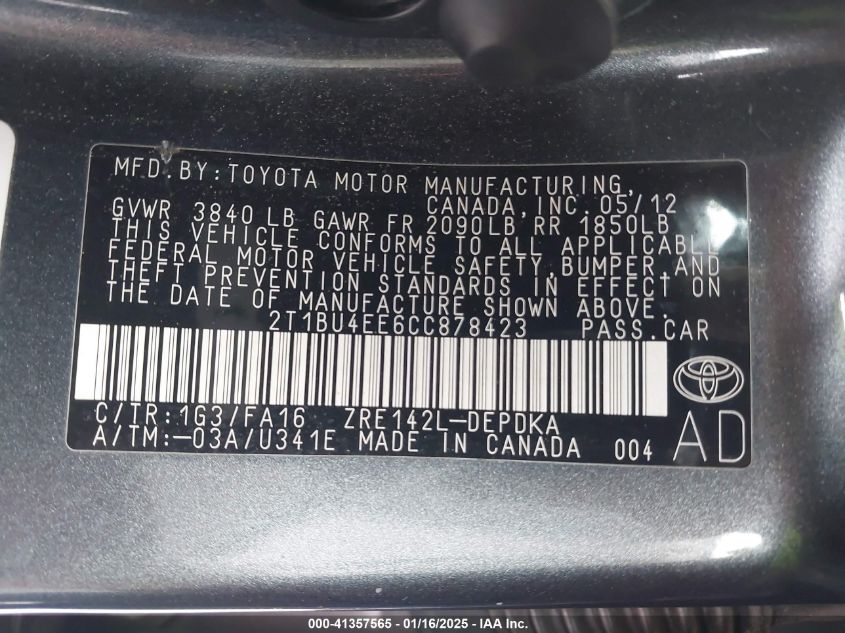 MFD.BY:TOYOTA MOTOR MANUFACTURING,
CANADA,INC.05/12
GVWR 3840 LB GAWR FR 2090LB RR 1850LB
THIS VEHICLE CONFORMS TO ALL APPLICABLE
FEDERAL MOTOR VEHICLE SAFETY,BUMPER,AND
THEFT PREVENTION STANDARDS IN EFFECT ON
THE DATE OF MANUFACTURE SHOWN ABOVE.
2T1BU4EE6CC878423 PASS.CAR
C/TR:1G3/FA16 ZRE142L-DEPDKA
A/TM:-03A/U341E MADE IN CANADA 004 AD
000-41357565 - 01/16/2025 - IAA Inc.